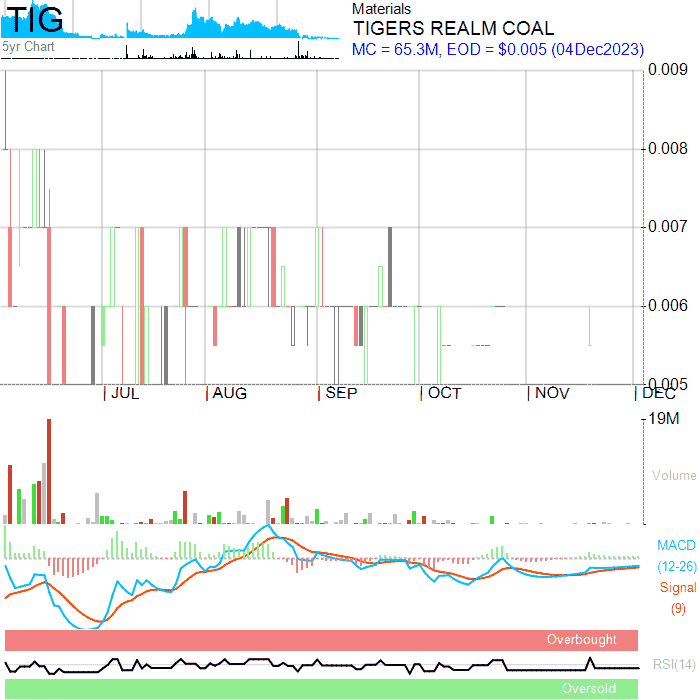 TIG
5yr Chart
Materials
TIGERS REALM COAL
MC = 65.3M, EOD = $0.005 (04Dec2023)
0.009
0.008
0.007
0.006
0.005
JUL
AUG
SEP
OCT
NOV
DEC
19M
Volume
MACD
(12-26)
Signal
(9)
Overbought
RSI(14)
Oversold